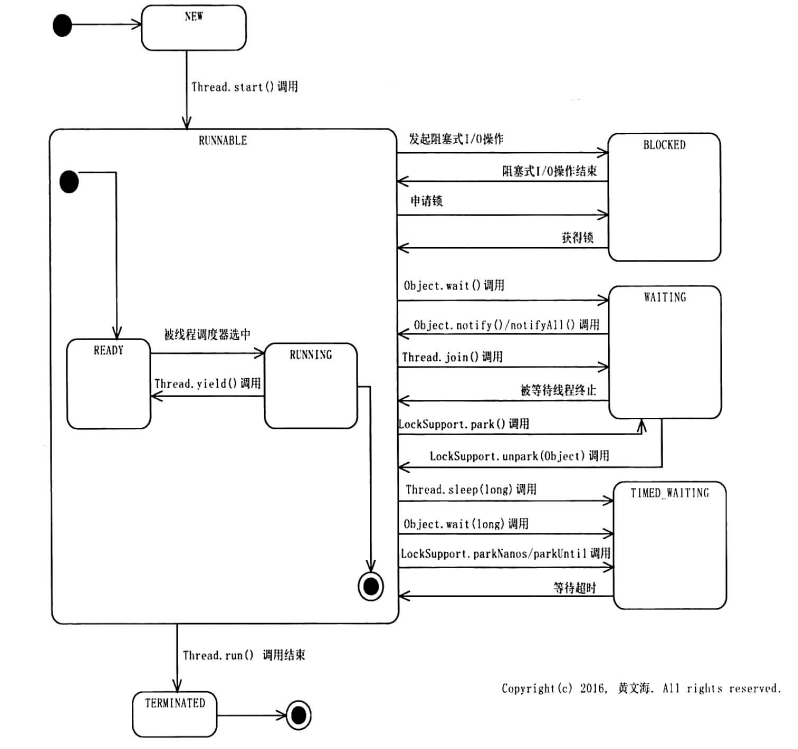 NEW
Thread.start()调用
RUNNABLE
发起阻塞式I/O操作
BLOCKED
阻塞式I/O操作结束
申请锁
获得锁
Object.wait()调用
WAITING
Object.notify()/notifyAll()调用
被线程调度器选中
READY
RUNNING
Thread.join()调用
Thread.yield()调用
被等待线程终止
LockSupport.park()调用
LockSupport.unpark(Object)调用
Thread.sleep(long)调用
TIMED_WAITING
Object.wait(long)调用
LockSupport.parkNanos/parkUntil调用
等待超时
Thread.run() 调用结束
TERMINATED
Copyright(c) 2016, 黄文海. All rights reserved.